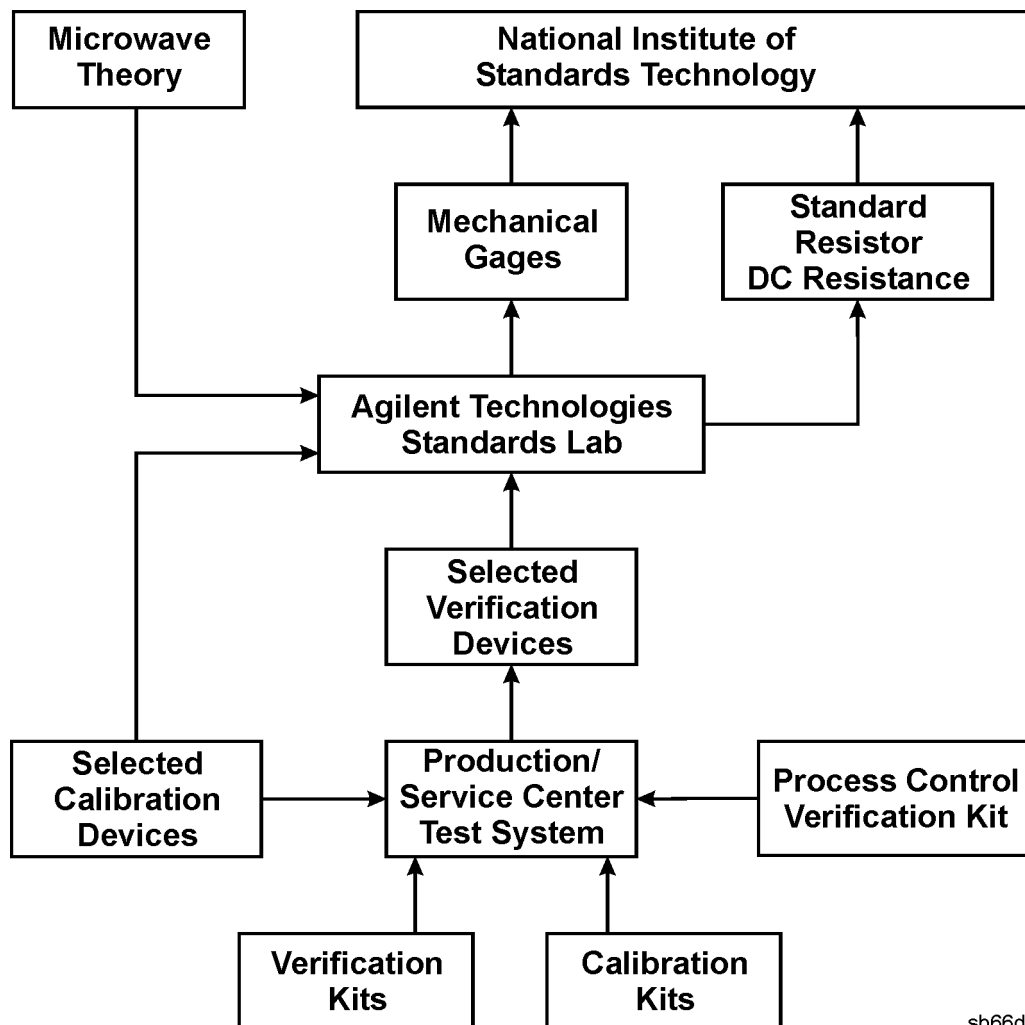 Microwave
Theory
National Institute of
Standards Technology
Mechanical
Gages
Standard
Resistor
DC Resistance
Agilent Technologies
Standards Lab
Selected
Verification
Devices
Selected
Calibration
Devices
Production/
Service Center
Test System
Process Control
Verification Kit
Verification
Kits
Calibration
Kits
sh66d